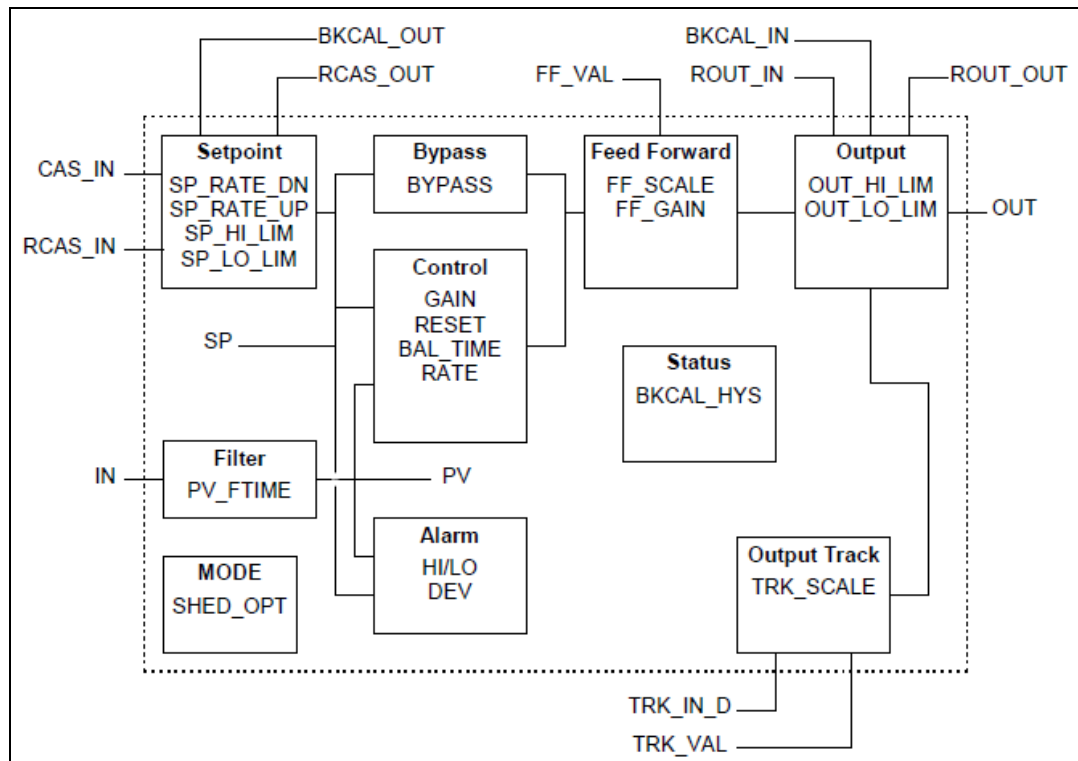 BKCAL_OUT
BKCAL_IN
RCAS_OUT
FF_VAL
ROUT_IN
ROUT_OUT
CAS_IN
RCAS_IN
Setpoint
SP_RATE_DN
SP_RATE_UP
SP_HI_LIM
SP_LO_LIM
Bypass
BYPASS
Feed Forward
FF_SCALE
FF_GAIN
Output
OUT_HI_LIM
OUT_LO_LIM
OUT
Control
GAIN
RESET
BAL_TIME
RATE
SP
Status
BKCAL_HYS
IN
Filter
PV_FTIME
PV
Alarm
HI/LO
DEV
MODE
SHED_OPT
Output Track
TRK_SCALE
TRK_IN_D
TRK_VAL